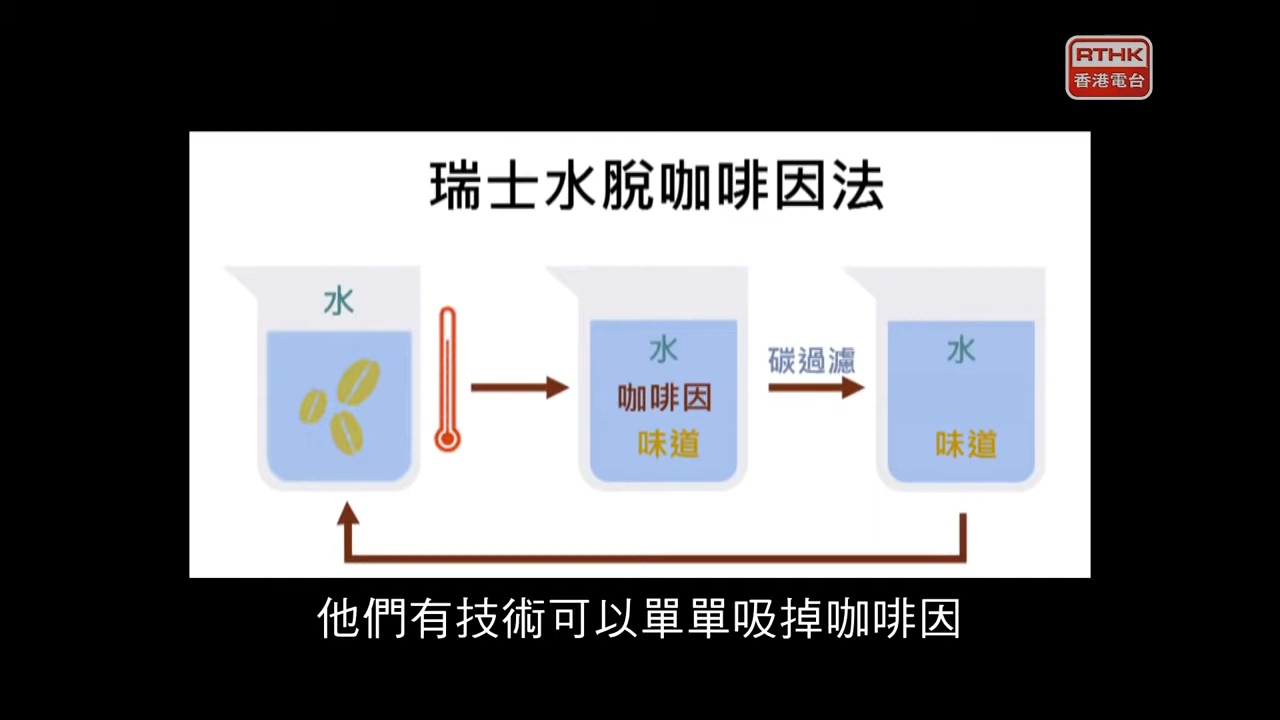 RTHK
香港電台
瑞士水脫咖啡因法
水
水
咖啡因
味道
碳過濾
水
味道
他們有技術可以單單吸掉咖啡因